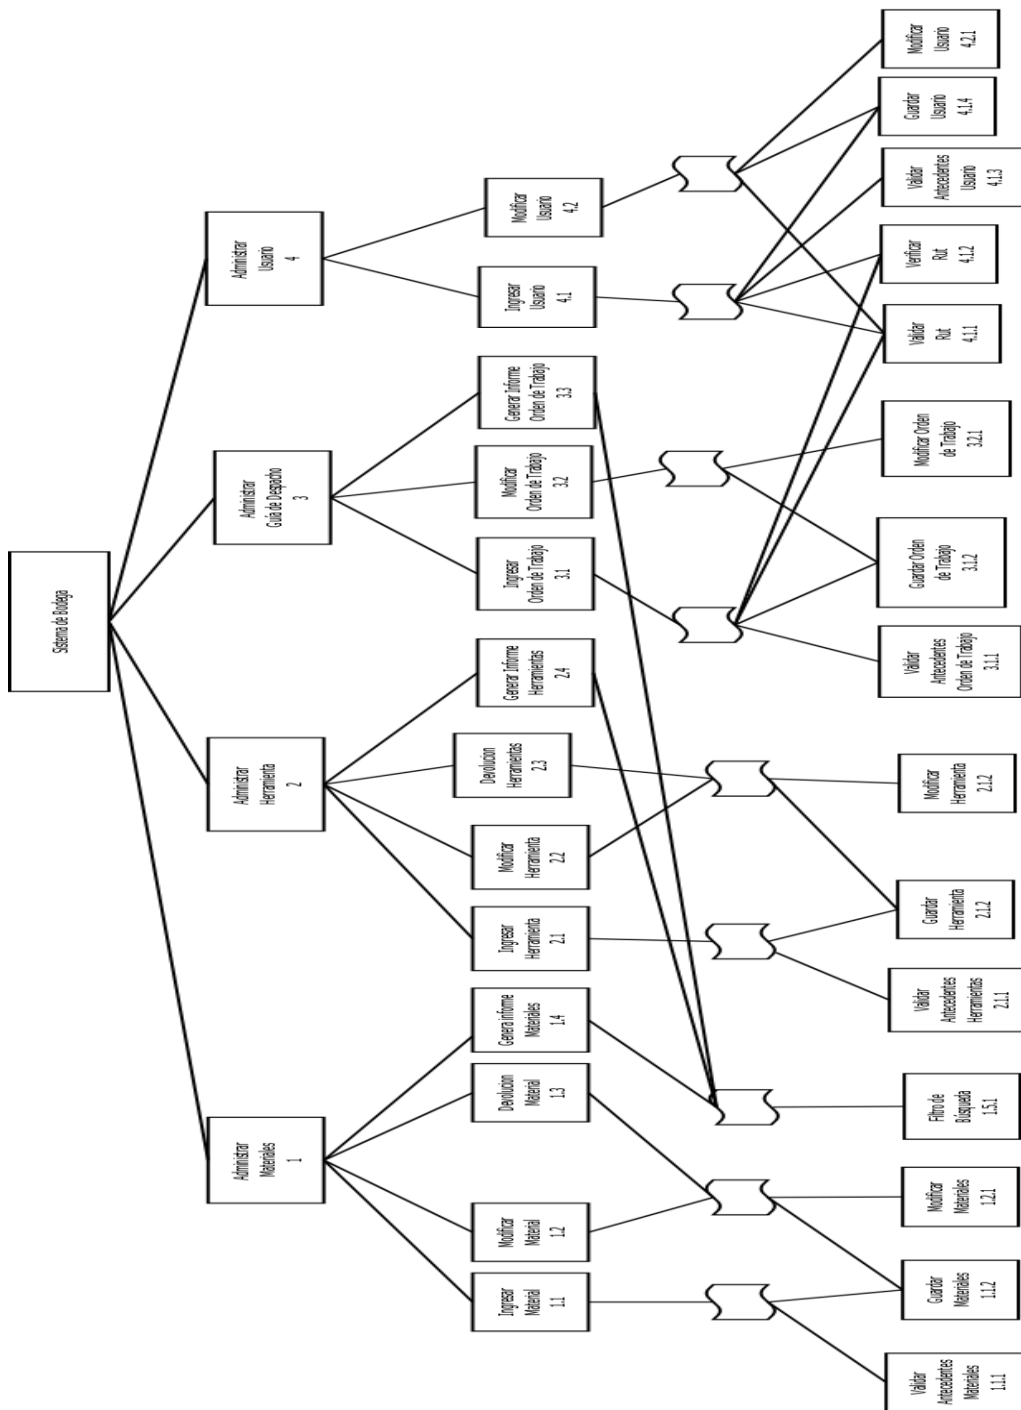 Sistema de Bodega
Administrar
Materiales
1
Administrar
Herramienta
2
Administrar
Guía de Despacho
3
Administrar
Usuario
4
Ingresar
Material
1.1
Modificar
Material
1.2
Devolucion
Material
1.3
Genera informe
Materiales
1.4
Ingresar
Herramienta
2.1
Modificar
Herramienta
2.2
Devolucion
Herramientas
2.3
Generar Informe
Herramientas
2.4
Ingresar
Orden de Trabajo
3.1
Modificar
Orden de Trabajo
3.2
Generar Informe
Orden de Trabajo
3.3
Ingresar
Usuario
4.1
Modificar
Usuario
4.2
Validar
Antecedentes
Materiales
1.1.1
Guardar
Materiales
1.1.2
Modificar
Materiales
1.2.1
Filtro de
Búsqueda
1.5.1
Validar
Antecedentes
Herramientas
2.1.1
Guardar
Herramienta
2.1.2
Modificar
Herramienta
2.1.2
Validar
Antecedentes
Orden de Trabajo
3.1.1
Guardar Orden
de Trabajo
3.1.2
Modificar Orden
de Trabajo
3.2.1
Validar
Rut
4.1.1
Verificar
Rut
4.1.2
Validar
Antecedentes
Usuario
4.1.3
Guardar
Usuario
4.1.4
Modificar
Usuario
4.2.1